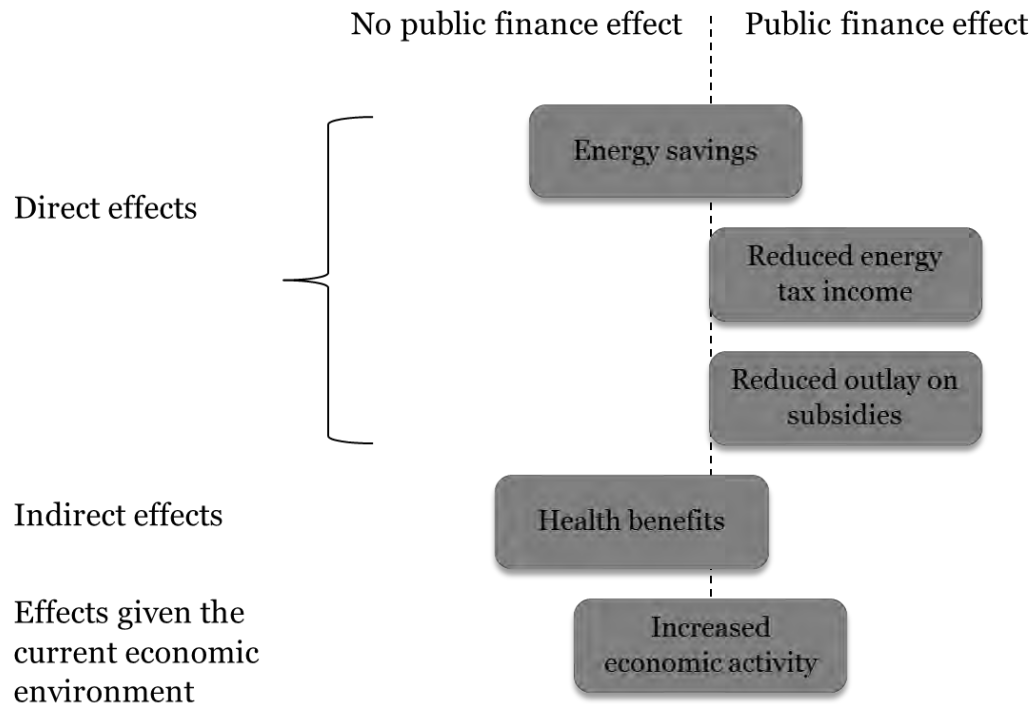 No public finance effect
Public finance effect
Energy savings
Direct effects
Reduced energy
tax income
Reduced outlay on
subsidies
Indirect effects
Health benefits
Effects given the
current economic
environment
Increased
economic activity